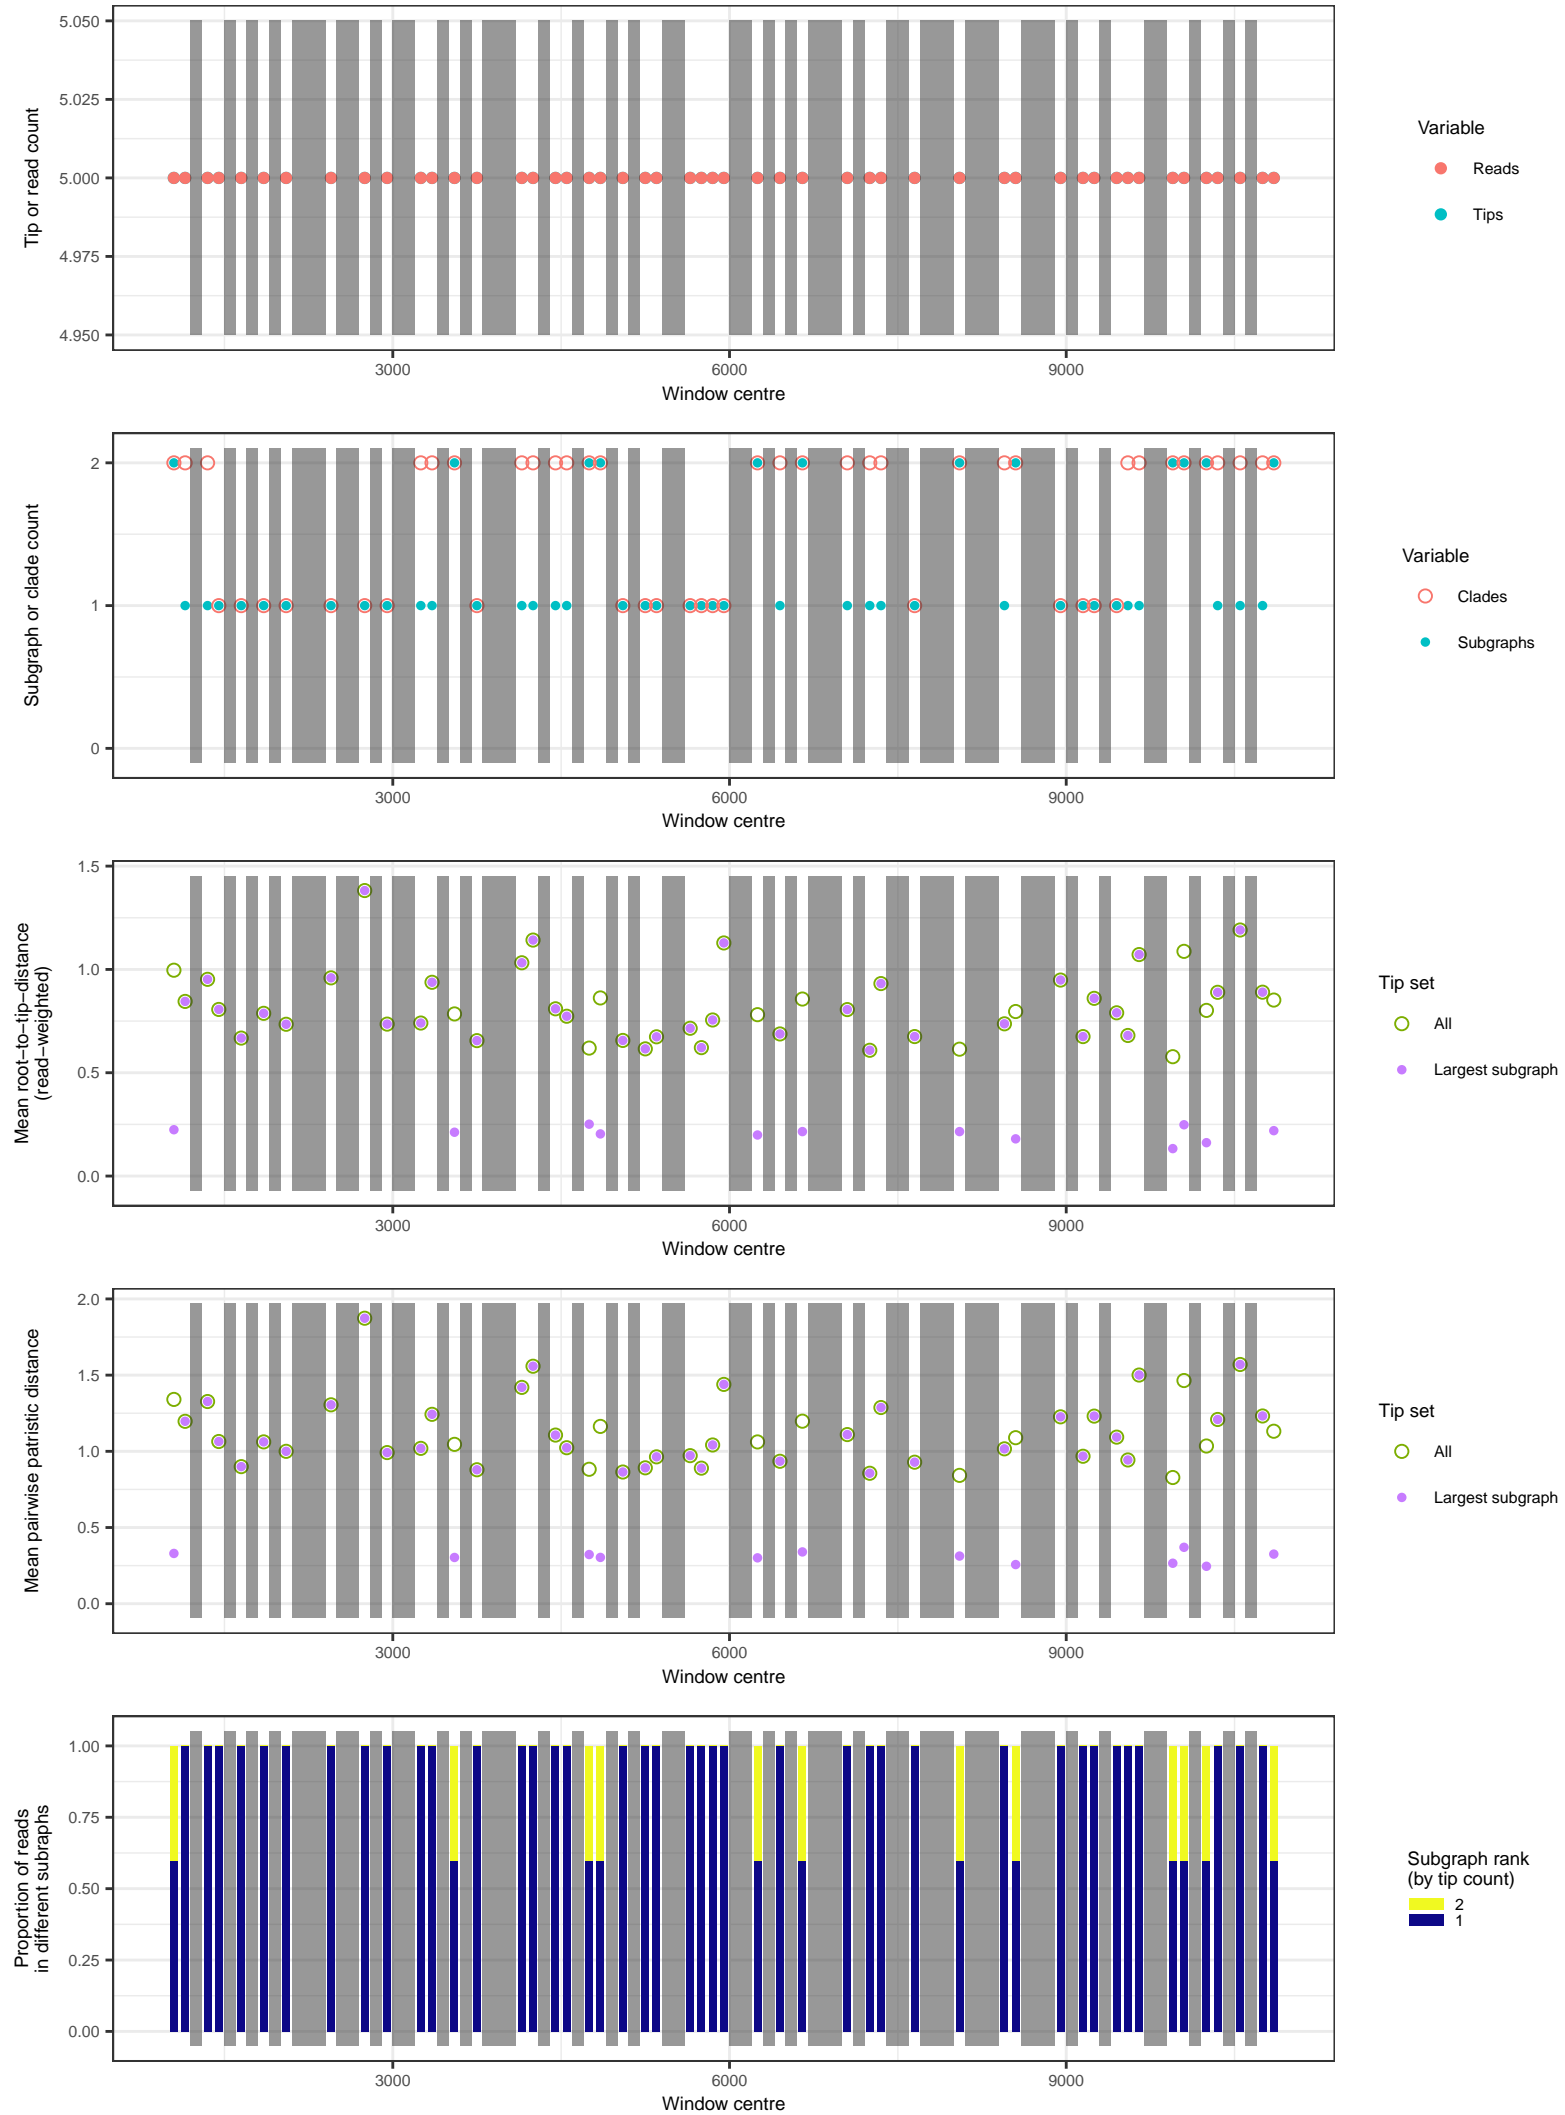 5.050
5.025
5.000
4.975
4.950
Tip or read count
3000
6000
9000
Window centre
Variable
Reads
Tips
2
1
0
Subgraph or clade count
3000
6000
9000
Window centre
Variable
Clades
Subgraphs
1.5
1.0
0.5
0.0
Mean root−to−tip−distance
(read−weighted)
3000
6000
9000
Window centre
Tip set
All
Largest subgraph
2.0
1.5
1.0
0.5
0.0
Mean pairwise patristic distance
3000
6000
9000
Window centre
Tip set
All
Largest subgraph
1.00
0.75
0.50
0.25
0.00
Proportion of reads
in different subraphs
3000
6000
9000
Window centre
Subgraph rank
(by tip count)
2
1